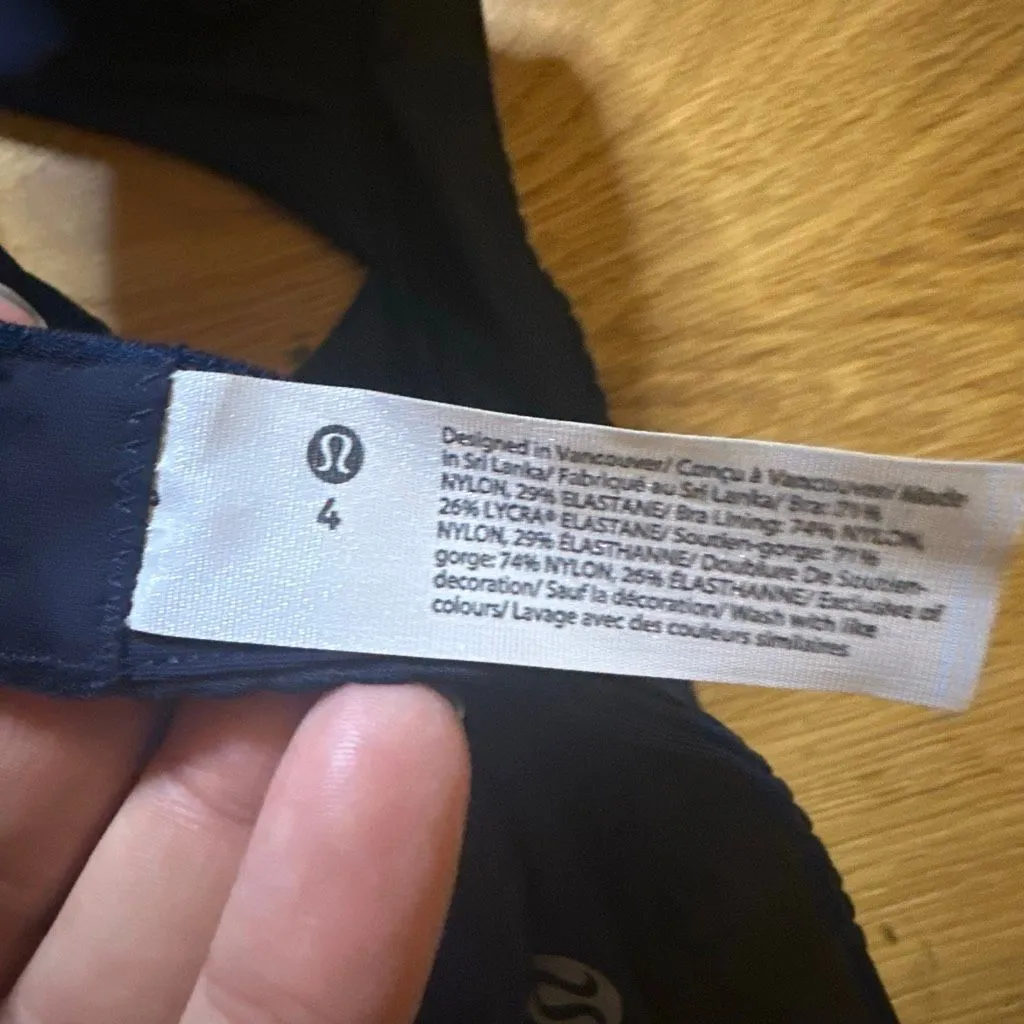 4
Designed in Vancouver/ Conçu à Vancouver/ Made
in Sri Lanka/ Fabriqué au Sri Lanka/ Bra: 71%
NYLON, 29% ELASTANE/ Bra Lining: 74% NYLON,
26% LYCRA® ELASTANE/ Soutien-gorge: 71%
NYLON, 29% ÉLASTHANNE/ Doublure De Soutien-
gorge: 74% NYLON, 26% ÉLASTHANNE/ Exclusive of
decoration/ Sauf la décoration/ Wash with like
colours/ Lavage avec des couleurs similaires